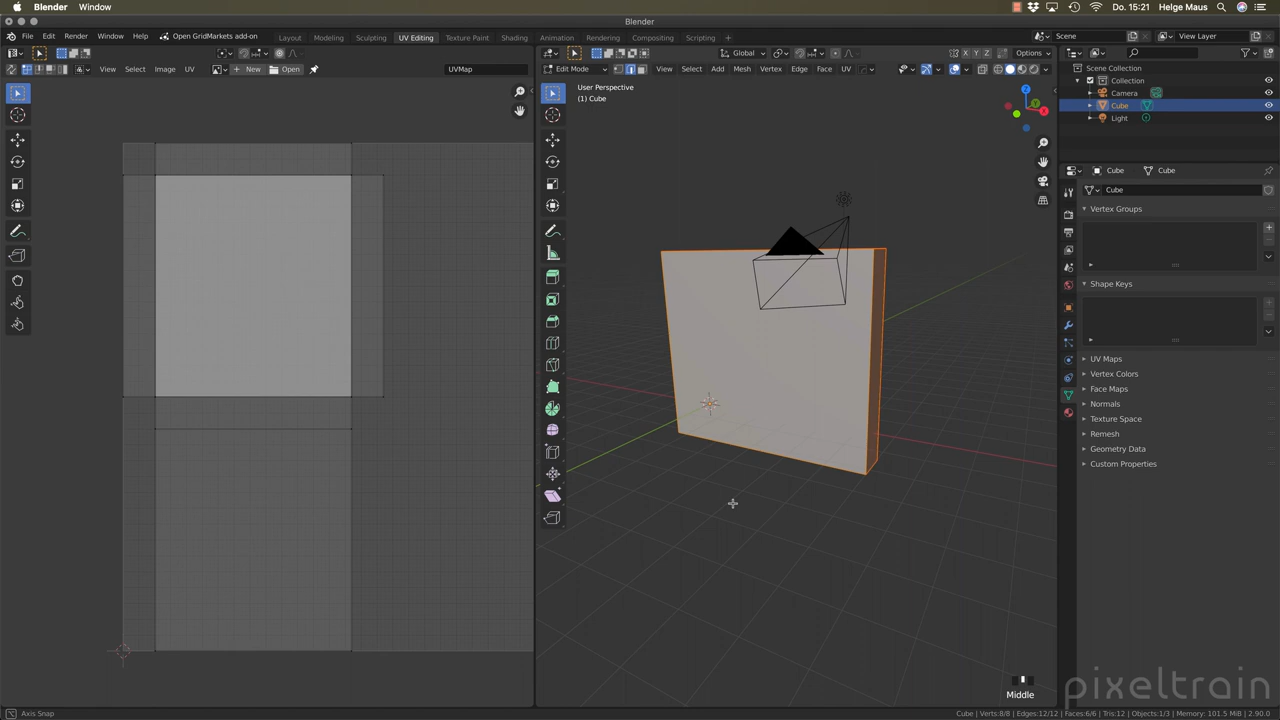 Blender Window Do. 15:21 Helge Maus
Blender
File Edit Render Window Help Open GridMarkets add-on Layout Modeling Sculpting UV Editing Texture Paint Shading Animation Rendering Compositing Scripting + Scene View Layer
Global X Y Z Options
View Select Image UV New Open UVMap Edit Mode View Select Add Mesh Vertex Edge Face UV Scene Collection
Collection
Camera
Cube
Light
User Perspective
(1) Cube
Z
Y
X
Cube Cube
Cube
Vertex Groups
Shape Keys
UV Maps
Vertex Colors
Face Maps
Normals
Texture Space
Remesh
Geometry Data
Custom Properties
Middle
pixeltrain
Axis Snap Cube | Verts:8/8 | Edges:12/12 | Faces:6/6 | Tris:12 | Objects:1/3 | Memory: 101.5 MiB | 2.90.0